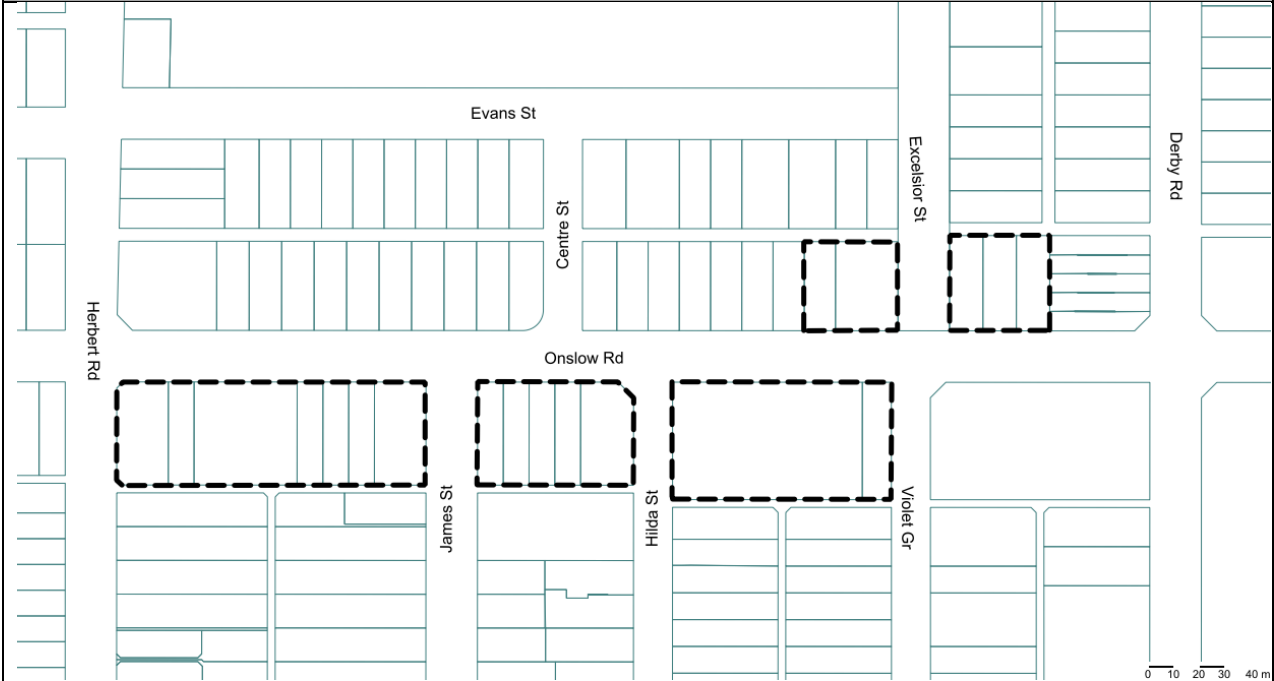 Evans St
Excelsior St
Derby Rd
Centre St
Herbert Rd
Onslow Rd
James St
Hilda St
Violet Gr
0 10 20 30 40 m